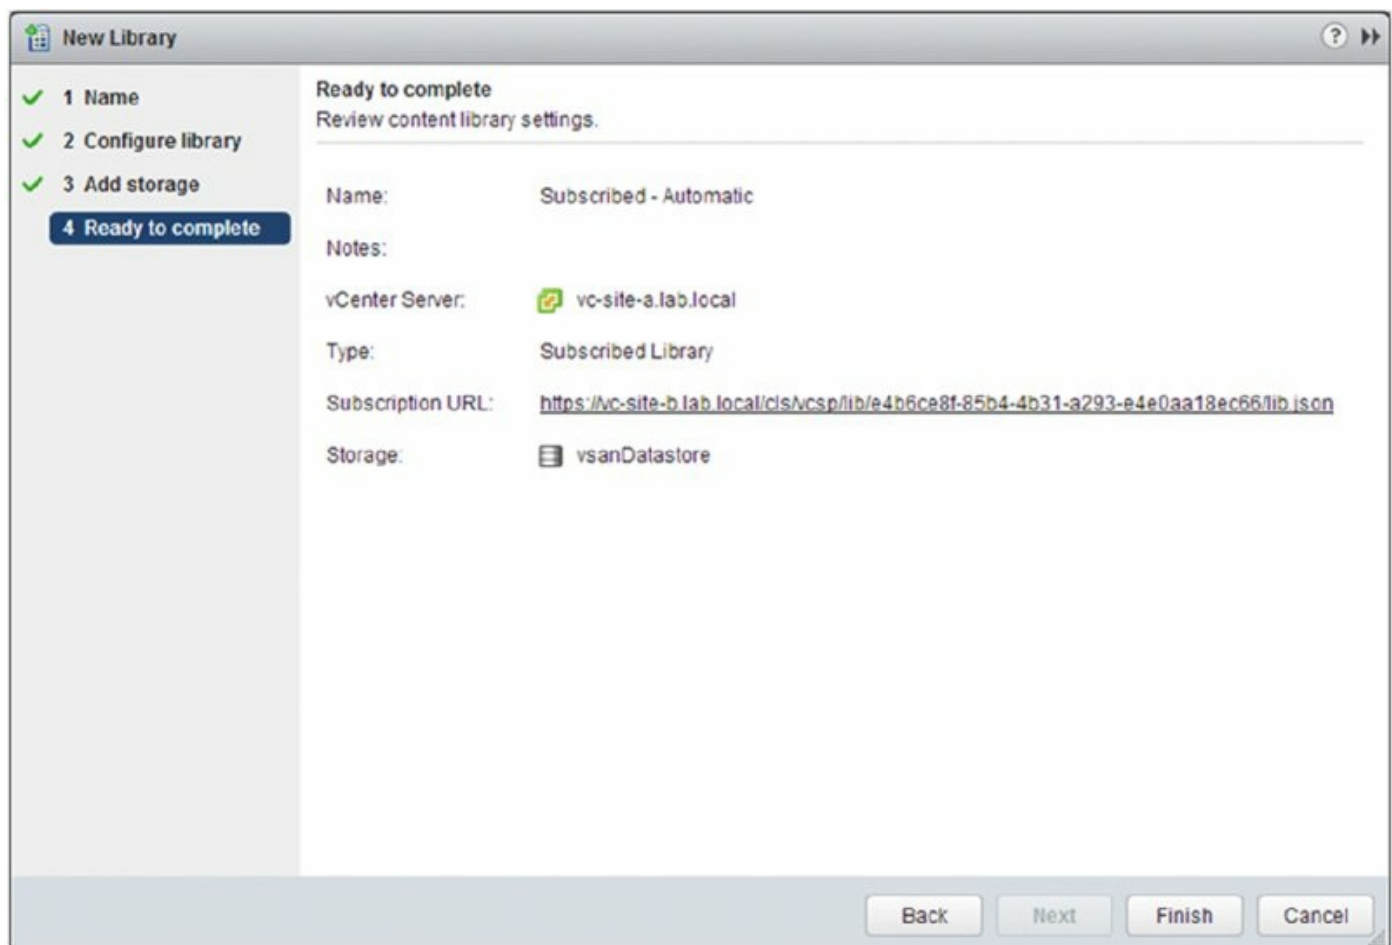 New Library
1 Name
2 Configure library
3 Add storage
4 Ready to complete
Ready to complete
Review content library settings.
Name: Subscribed - Automatic
Notes:
vCenter Server: vc-site-a.lab.local
Type: Subscribed Library
Subscription URL: https://vc-site-b.lab.local/cls/vcsp/lib/e4b6ce8f-85b4-4b31-a293-e4e0aa18ec66/lib.json
Storage: vsanDatastore
Back Next Finish Cancel